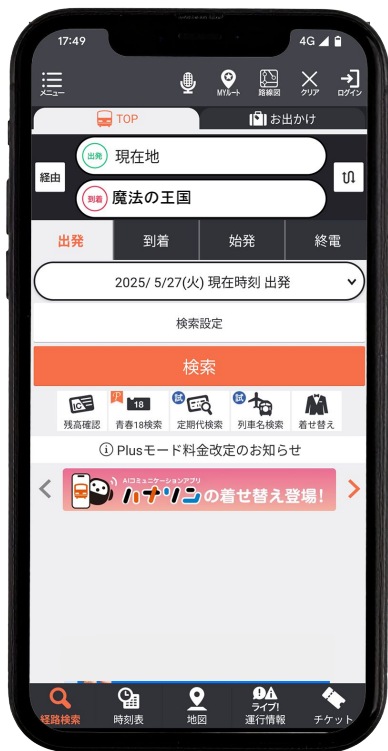 17:49
4G
メニュー
MYルート
路線図
クリア
ログイン
TOP
お出かけ
経由
出発
現在地
到着
魔法の王国
出発
到着
始発
終電
2025/ 5/27(火) 現在時刻 出発
検索設定
検索
IC
残高確認
18
青春18検索
試
定期代検索
試
列車名検索
着せ替え
Plusモード料金改定のお知らせ
AIコミュニケーションアプリ
ハナソンの着せ替え登場!
経路検索
時刻表
地図
ライブ!
運行情報
チケット